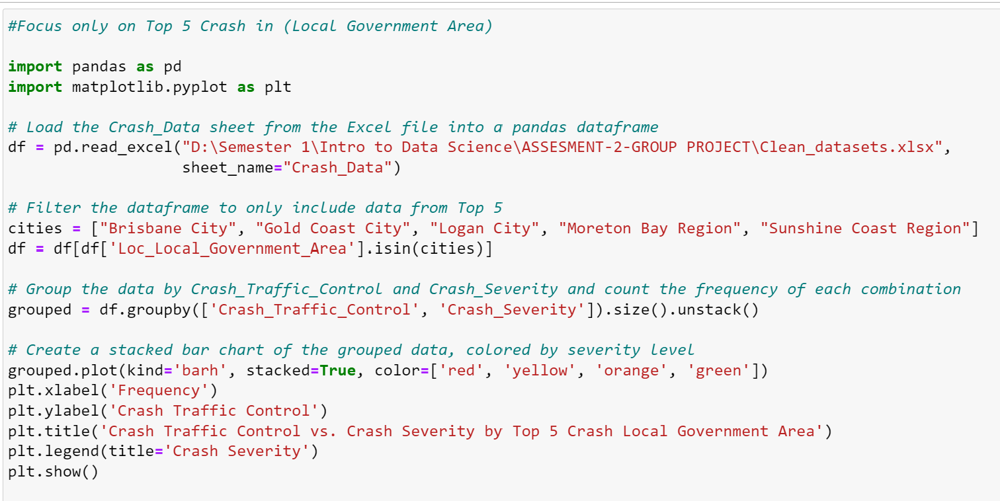 #Focus only on Top 5 Crash in (Local Government Area)
import pandas as pd
import matplotlib.pyplot as plt
# Load the Crash_Data sheet from the Excel file into a pandas dataframe
df = pd.read_excel("D:\Semester 1\Intro to Data Science\ASSESMENT-2-GROUP PROJECT\Clean_datasets.xlsx",
                   sheet_name="Crash_Data")
# Filter the dataframe to only include data from Top 5
cities = ["Brisbane City", "Gold Coast City", "Logan City", "Moreton Bay Region", "Sunshine Coast Region"]
df = df[df['Loc_Local_Government_Area'].isin(cities)]
# Group the data by Crash_Traffic_Control and Crash_Severity and count the frequency of each combination
grouped = df.groupby(['Crash_Traffic_Control', 'Crash_Severity']).size().unstack()
# Create a stacked bar chart of the grouped data, colored by severity level
grouped.plot(kind='barh', stacked=True, color=['red', 'yellow', 'orange', 'green'])
plt.xlabel('Frequency')
plt.ylabel('Crash Traffic Control')
plt.title('Crash Traffic Control vs. Crash Severity by Top 5 Crash Local Government Area')
plt.legend(title='Crash Severity')
plt.show()